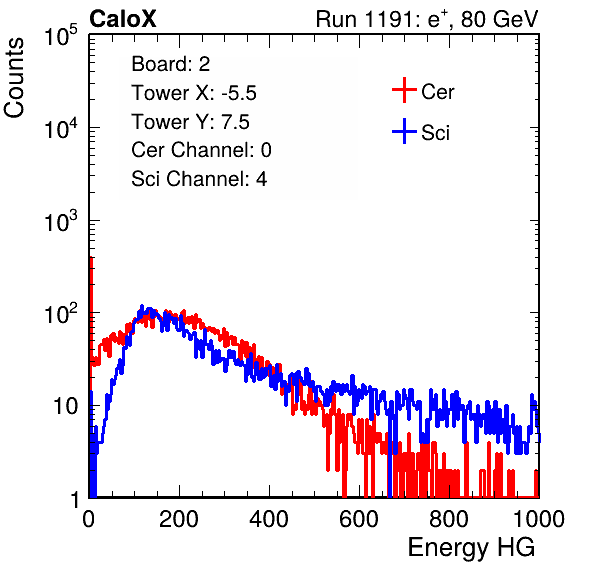 CaloX Run 1191: e⁺, 80 GeV
Counts
Board: 2
Tower X: -5.5
Tower Y: 7.5
Cer Channel: 0
Sci Channel: 4
Cer
Sci
10⁵
10⁴
10³
10²
10
1
0 200 400 600 800 1000
Energy HG